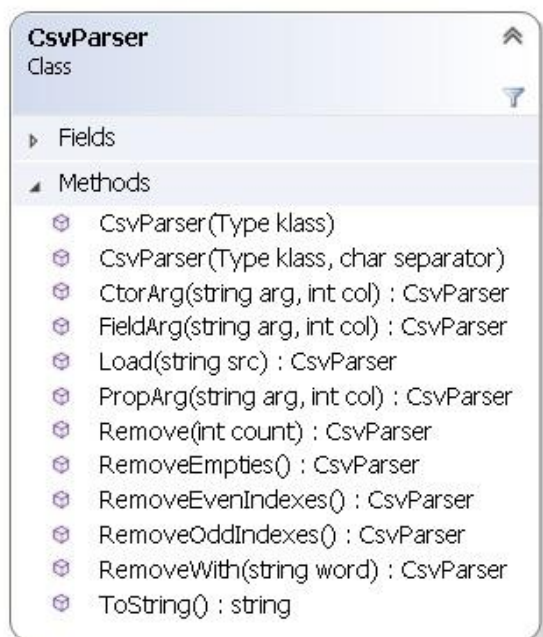 CsvParser
Class
Fields
Methods
CsvParser(Type klass)
CsvParser(Type klass, char separator)
CtorArg(string arg, int col) : CsvParser
FieldArg(string arg, int col) : CsvParser
Load(string src) : CsvParser
PropArg(string arg, int col) : CsvParser
Remove(int count) : CsvParser
RemoveEmpties() : CsvParser
RemoveEvenIndexes() : CsvParser
RemoveOddIndexes() : CsvParser
RemoveWith(string word) : CsvParser
ToString() : string